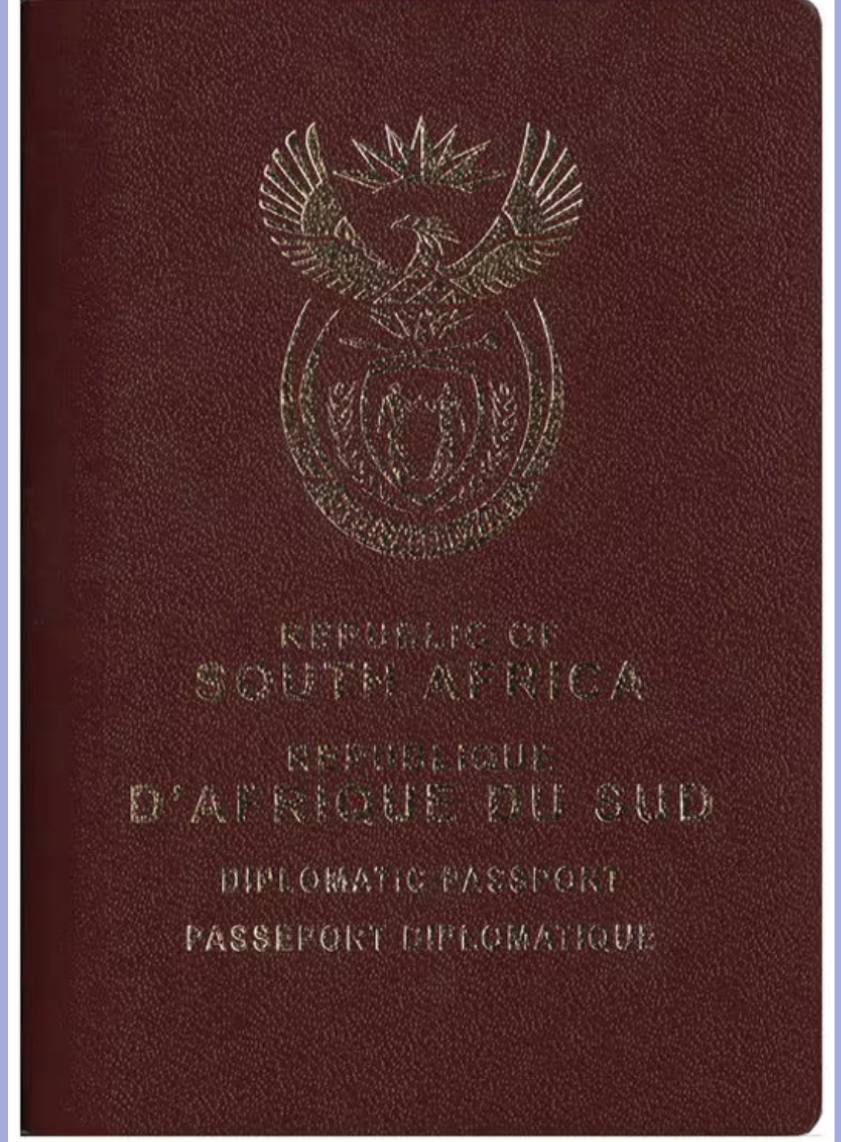 REPUBLIC OF
SOUTH AFRICA
REPUBLIQUE
D'AFRIQUE DU SUD
DIPLOMATIC PASSPORT
PASSEPORT DIPLOMATIQUE